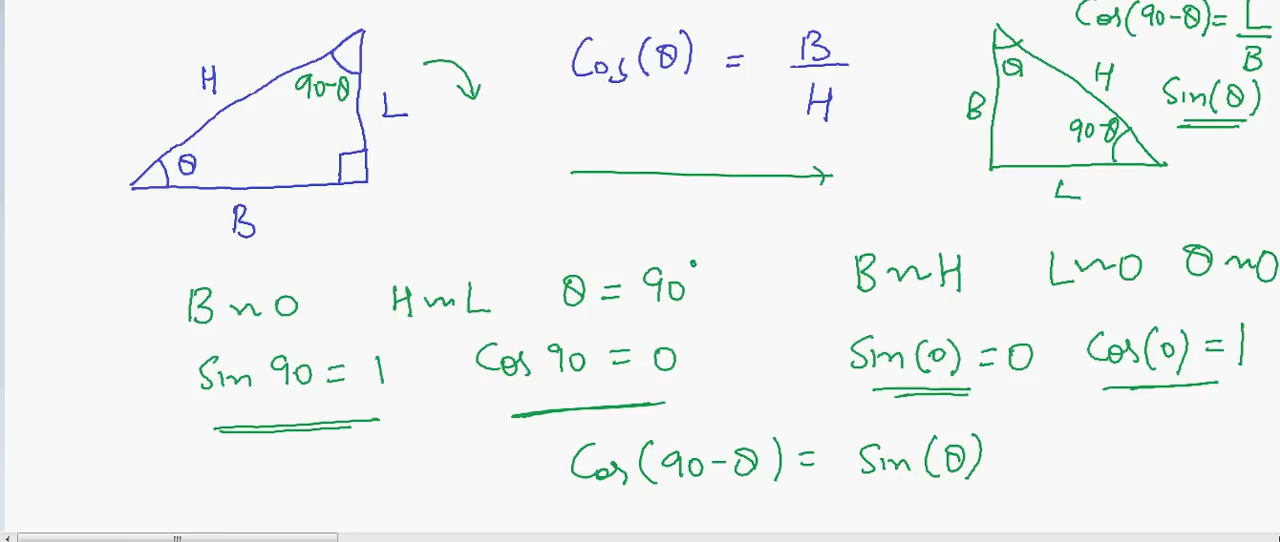 Cos(90-θ) = L/B
H
90-θ
L
θ
B
Cos(θ) = B/H
θ
H
B
90-θ
L
Sin(θ)
B~0 H~L θ = 90°
B~H L~0 θ~0
Sin 90 = 1 Cos 90 = 0
Sin(0) = 0 Cos(0) = 1
Cos(90-θ) = Sin(θ)